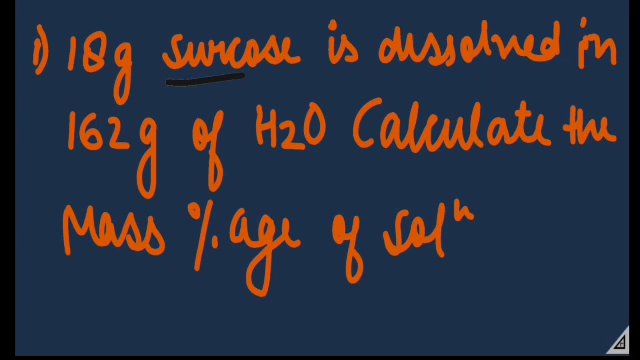 1) 18g surcose is dissolved in
162g of H2O Calculate the
Mass %age of solⁿ